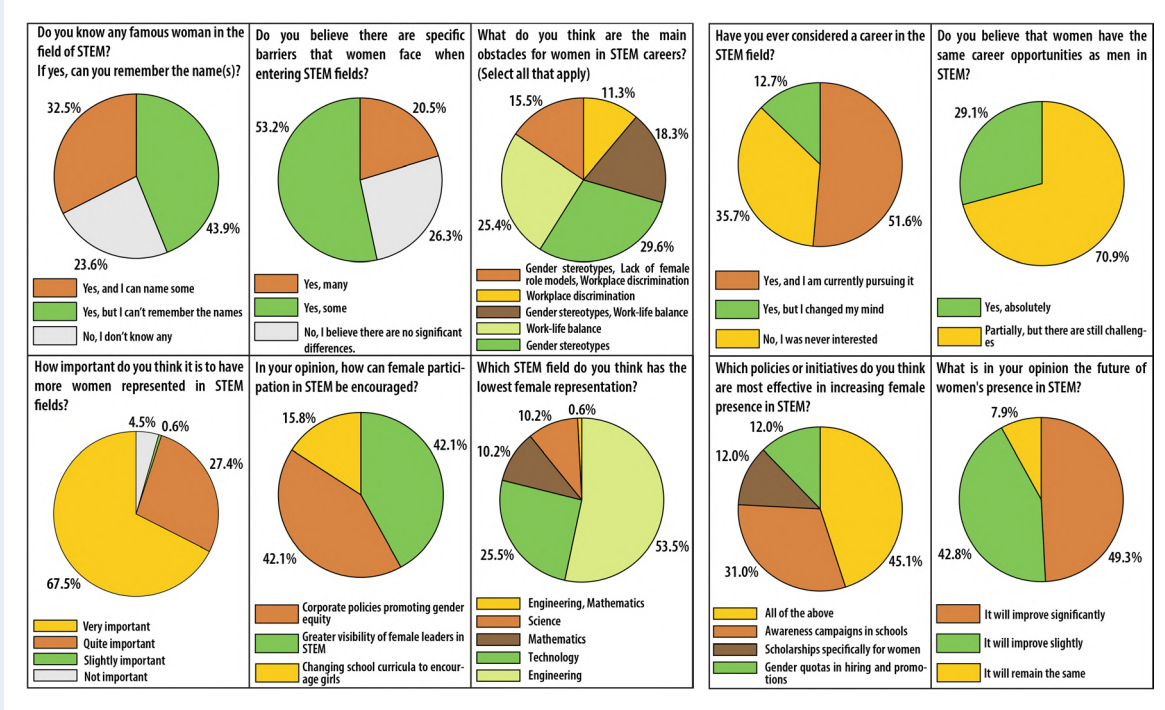 Do you know any famous woman in the
field of STEM?
If yes, can you remember the name(s)?
32.5%
43.9%
23.6%
Yes, and I can name some
Yes, but I can't remember the names
No, I don't know any
Do you believe there are specific
barriers that women face when
entering STEM fields?
53.2%
20.5%
26.3%
Yes, many
Yes, some
No, I believe there are no significant
differences.
What do you think are the main
obstacles for women in STEM careers?
(Select all that apply)
15.5%
11.3%
18.3%
25.4%
29.6%
Gender stereotypes, Lack of female
role models, Workplace discrimination
Workplace discrimination
Gender stereotypes, Work-life balance
Work-life balance
Gender stereotypes
Have you ever considered a career in the
STEM field?
12.7%
35.7%
51.6%
Yes, and I am currently pursuing it
Yes, but I changed my mind
No, I was never interested
Do you believe that women have the
same career opportunities as men in
STEM?
29.1%
70.9%
Yes, absolutely
Partially, but there are still challeng-
es
How important do you think it is to have
more women represented in STEM
fields?
4.5%
0.6%
27.4%
67.5%
Very important
Quite important
Slightly important
Not important
In your opinion, how can female partici-
pation in STEM be encouraged?
15.8%
42.1%
42.1%
Corporate policies promoting gender
equity
Greater visibility of female leaders in
STEM
Changing school curricula to encour-
age girls
Which STEM field do you think has the
lowest female representation?
10.2%
0.6%
10.2%
25.5%
53.5%
Engineering, Mathematics
Science
Mathematics
Technology
Engineering
Which policies or initiatives do you think
are most effective in increasing female
presence in STEM?
12.0%
12.0%
31.0%
45.1%
All of the above
Awareness campaigns in schools
Scholarships specifically for women
Gender quotas in hiring and promo-
tions
What is in your opinion the future of
women's presence in STEM?
7.9%
42.8%
49.3%
It will improve significantly
It will improve slightly
It will remain the same